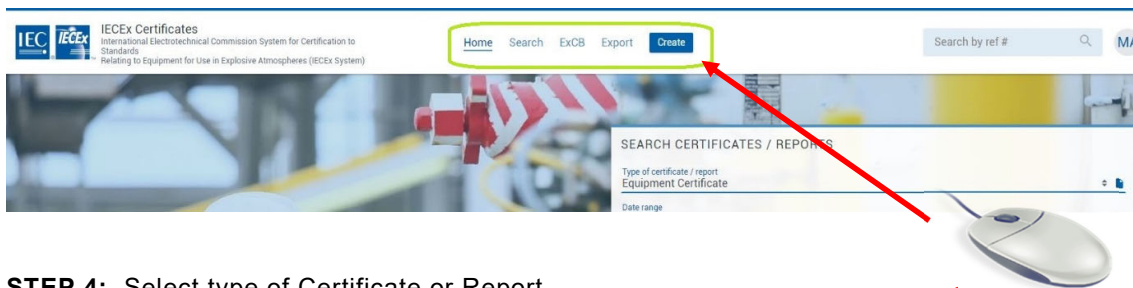 IEC IECEx IECEx Certificates
International Electrotechnical Commission System for Certification to
Standards
Relating to Equipment for Use in Explosive Atmospheres (IECEx System)
Home Search ExCB Export Create
Search by ref # MA
SEARCH CERTIFICATES / REPORTS
Type of certificate / report
Equipment Certificate
Date range
STEP 4: Select type of Certificate or Report